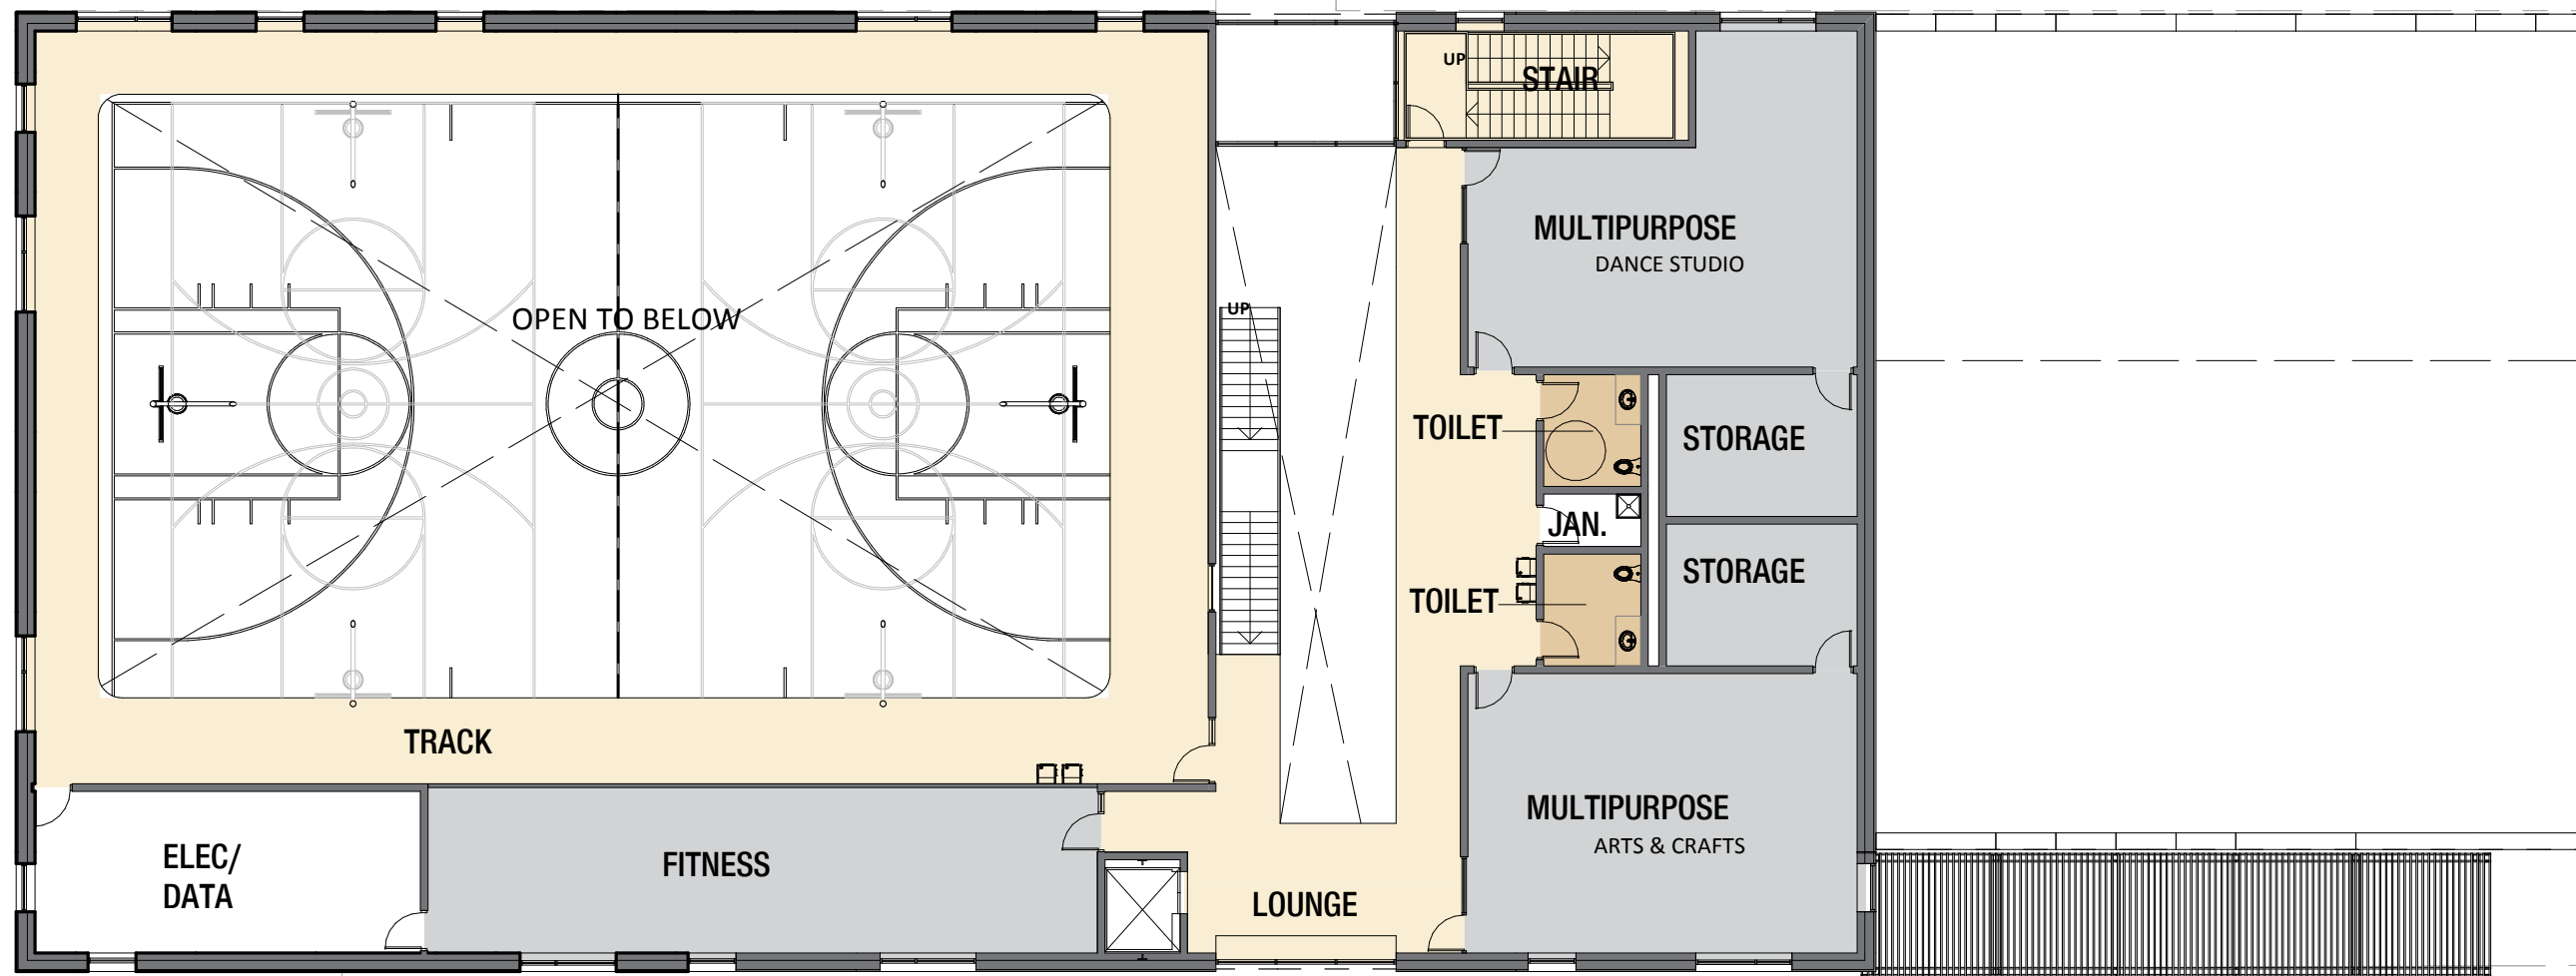 UP
STAIR
MULTIPURPOSE
DANCE STUDIO
OPEN TO BELOW
UP
TOILET
STORAGE
JAN.
STORAGE
TOILET
TRACK
MULTIPURPOSE
ARTS & CRAFTS
ELEC/
DATA
FITNESS
LOUNGE